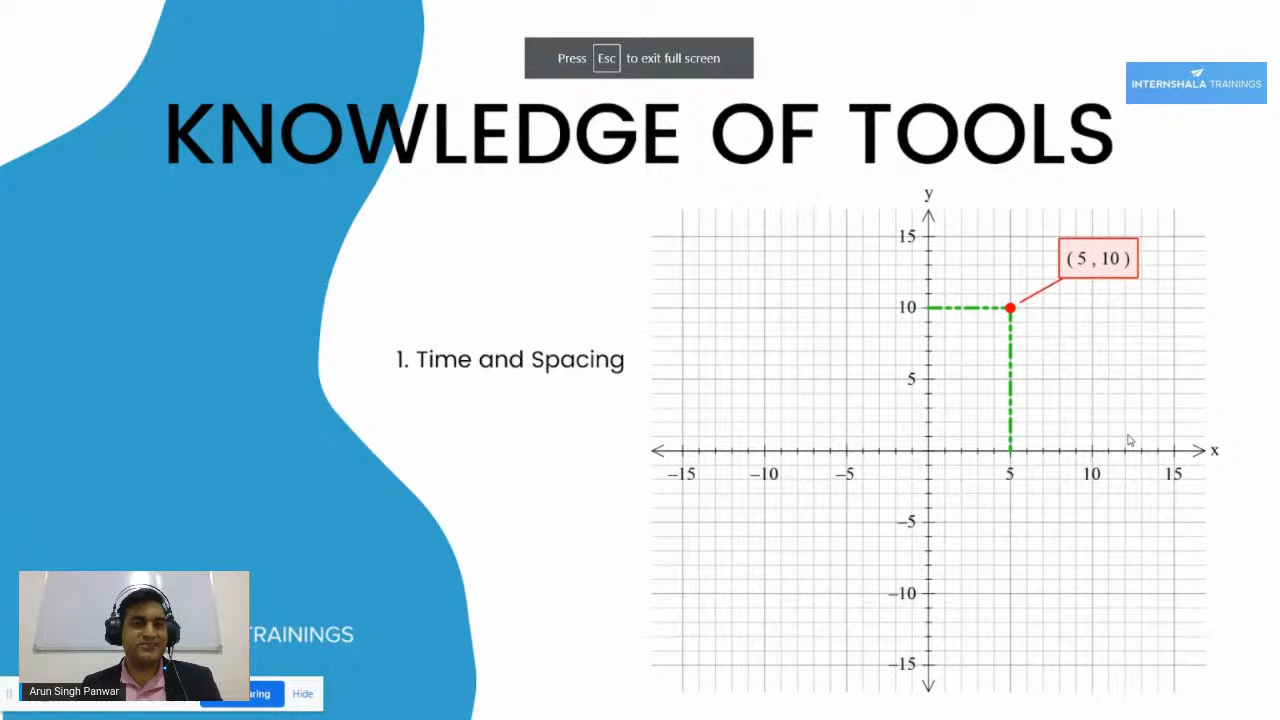 Press Esc to exit full screen
INTERNSHALA TRAININGS
KNOWLEDGE OF TOOLS
1. Time and Spacing
y
15
( 5 , 10 )
10
5
x
–15 –10 –5 5 10 15
–5
–10
–15
TRAININGS
Arun Singh Panwar
Hide